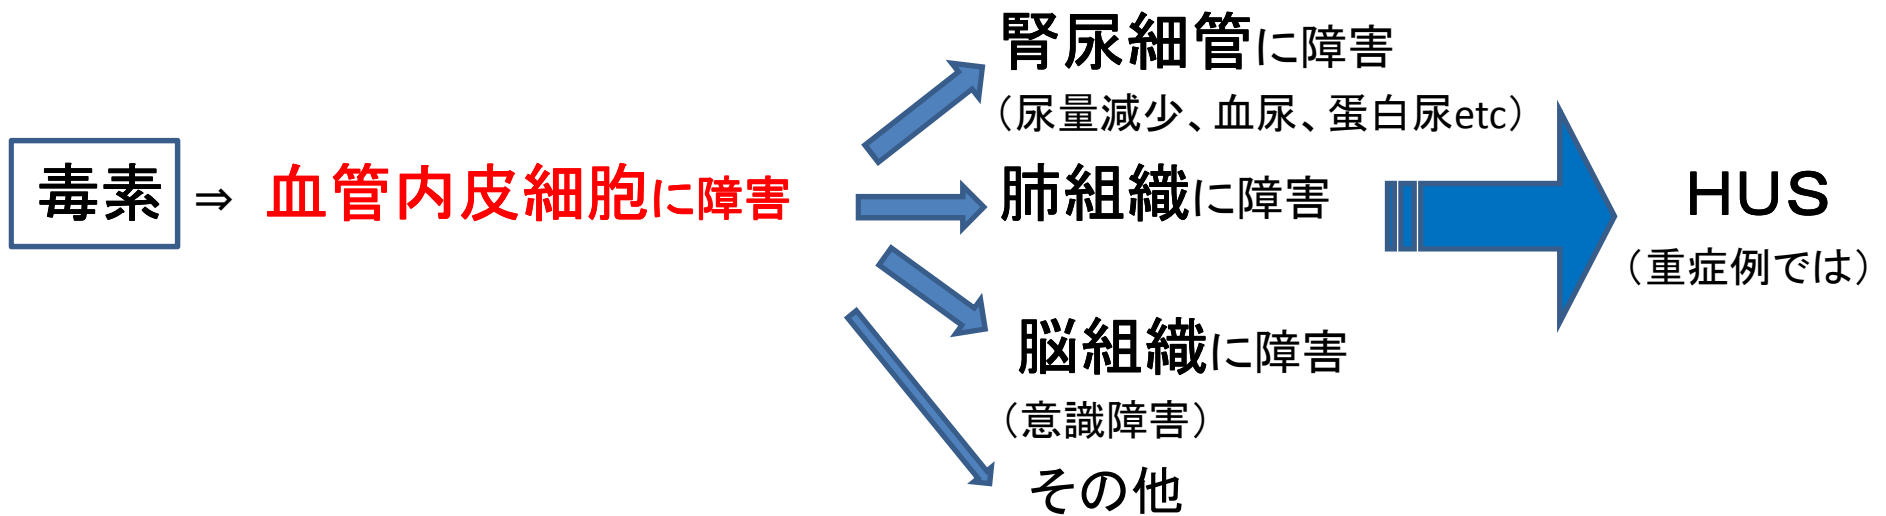 毒素 ⇒ 血管内皮細胞に障害
腎尿細管に障害
（尿量減少、血尿、蛋白尿etc）
肺組織に障害
脳組織に障害
（意識障害）
その他
HUS
（重症例では）